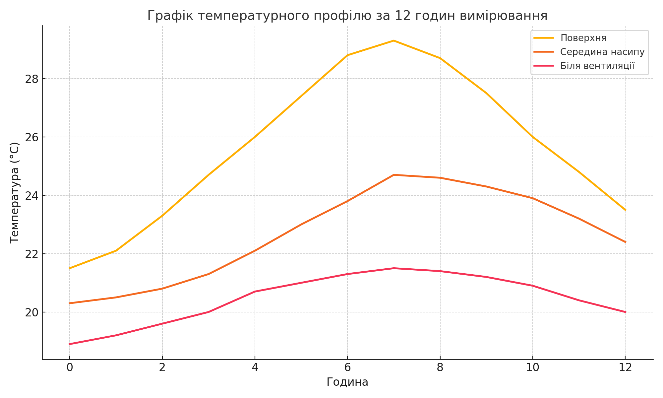 Графік температурного профілю за 12 годин вимірювання
Поверхня
Середина насипу
Біля вентиляції
Температура (°C)
28
26
24
22
20
0 2 4 6 8 10 12
Година